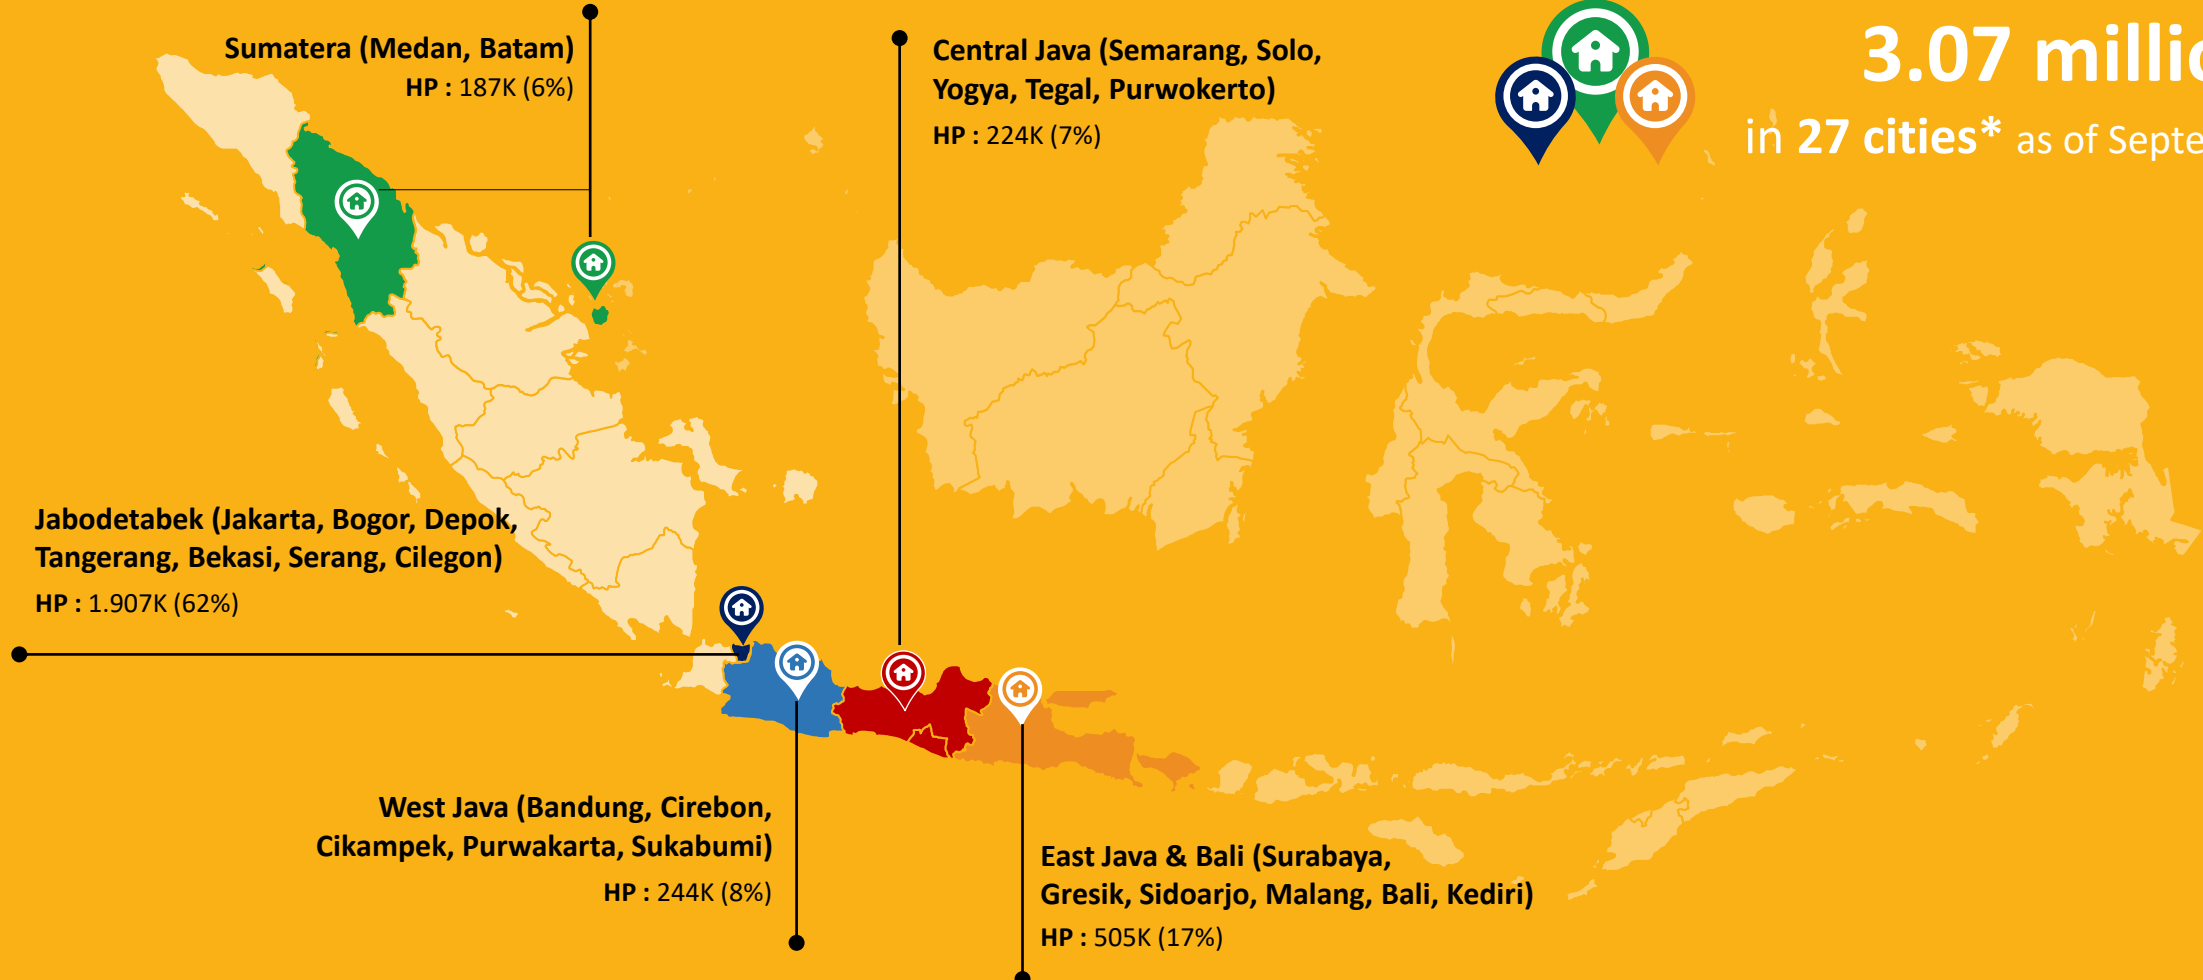 Sumatera (Medan, Batam)
HP : 187K (6%)
Central Java (Semarang, Solo,
Yogya, Tegal, Purwokerto)
HP : 224K (7%)
3.07
in 27 cities* as of
Jabodetabek (Jakarta, Bogor, Depok,
Tangerang, Bekasi, Serang, Cilegon)
HP : 1.907K (62%)
West Java (Bandung, Cirebon,
Cikampek, Purwakarta, Sukabumi)
HP : 244K (8%)
East Java & Bali (Surabaya,
Gresik, Sidoarjo, Malang, Bali, Kediri)
HP : 505K (17%)